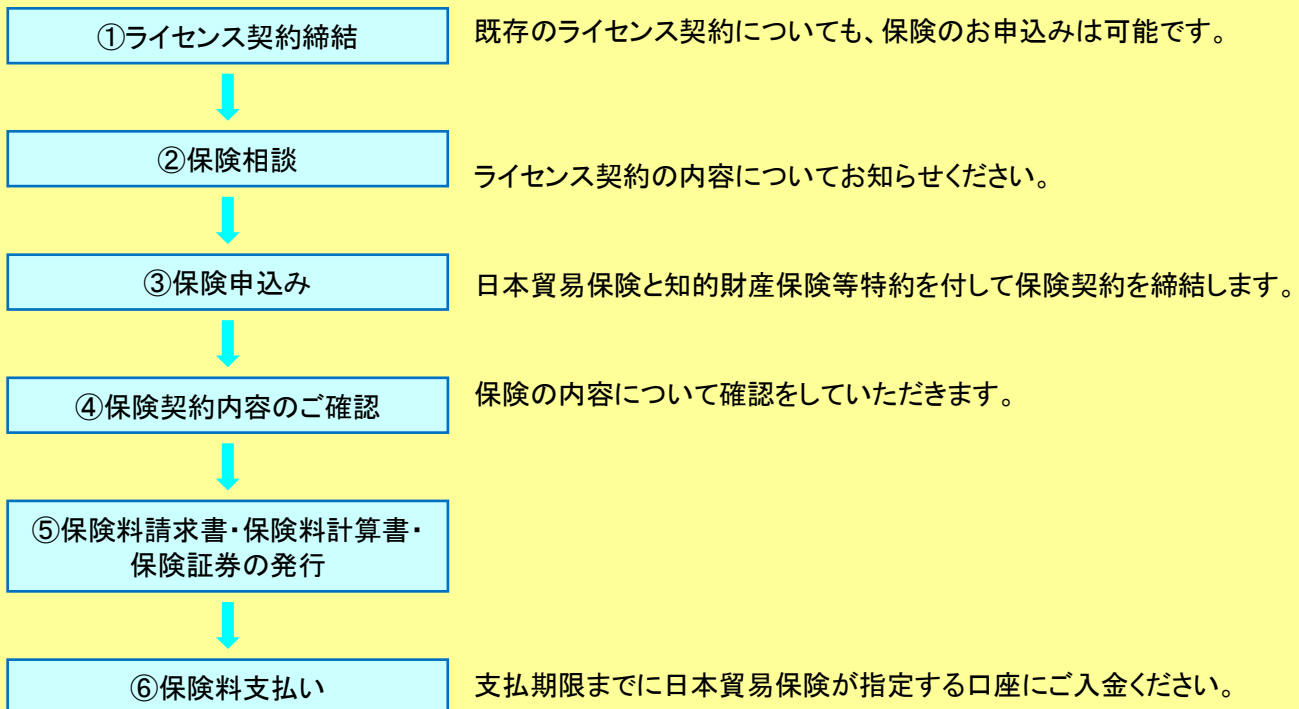 ①ライセンス契約締結
既存のライセンス契約についても、保険のお申込みは可能です。
②保険相談
ライセンス契約の内容についてお知らせください。
③保険申込み
日本貿易保険と知的財産保険等特約を付して保険契約を締結します。
④保険契約内容のご確認
保険の内容について確認をしていただきます。
⑤保険料請求書・保険料計算書・
保険証券の発行
⑥保険料支払い
支払期限までに日本貿易保険が指定する口座にご入金ください。